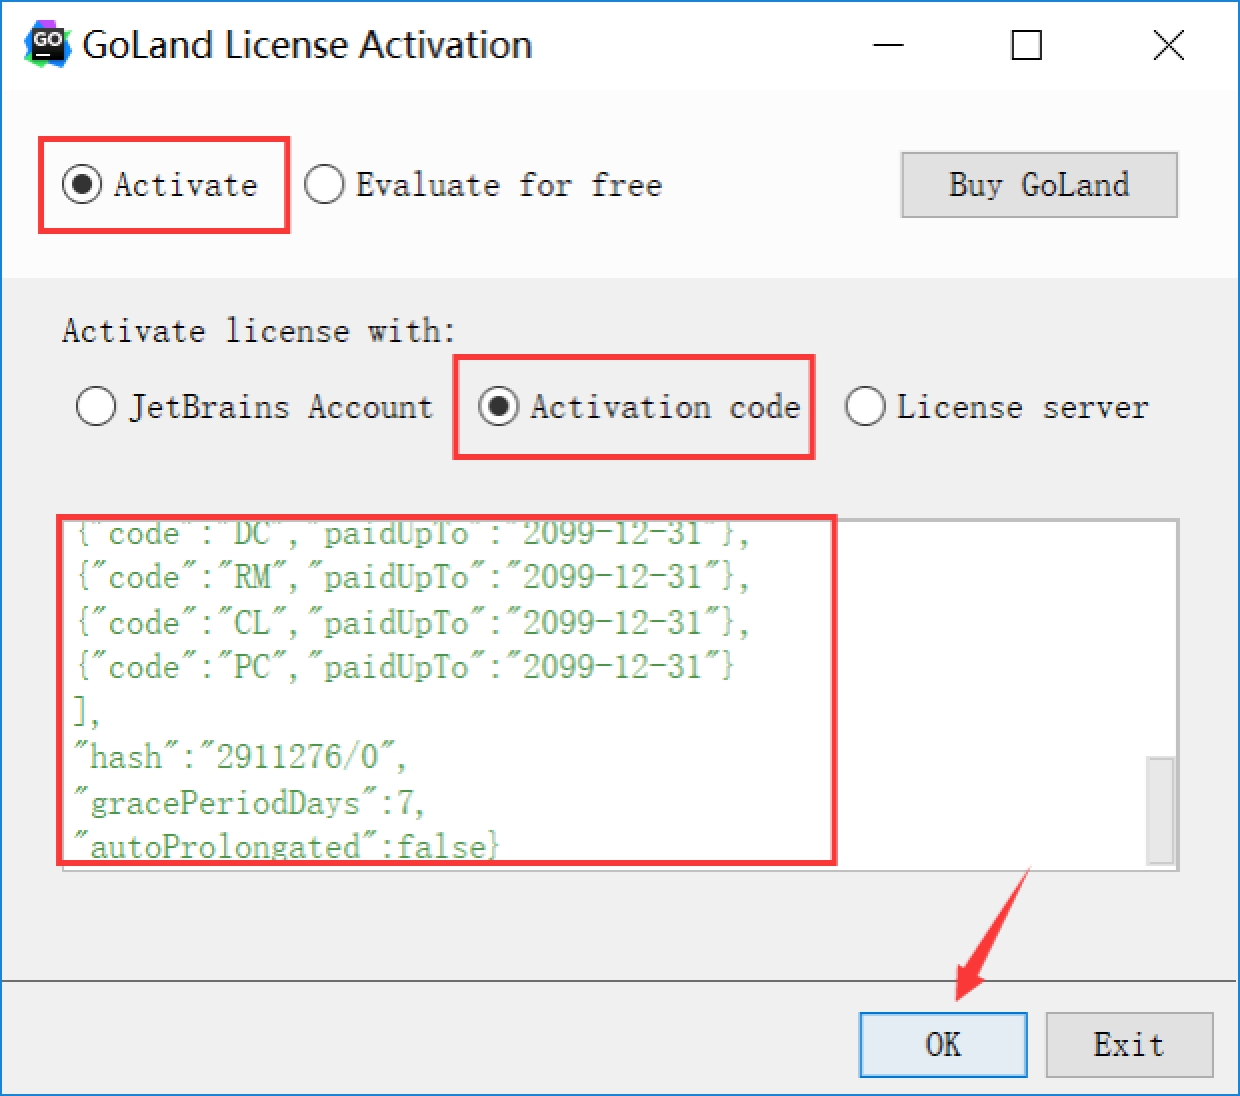 GO GoLand License Activation
Activate Evaluate for free Buy GoLand
Activate license with:
JetBrains Account Activation code License server
{"code":"DC","paidUpTo":"2099-12-31"},
{"code":"RM","paidUpTo":"2099-12-31"},
{"code":"CL","paidUpTo":"2099-12-31"},
{"code":"PC","paidUpTo":"2099-12-31"}
],
"hash":"2911276/0",
"gracePeriodDays":7,
"autoProlongated":false}
OK Exit